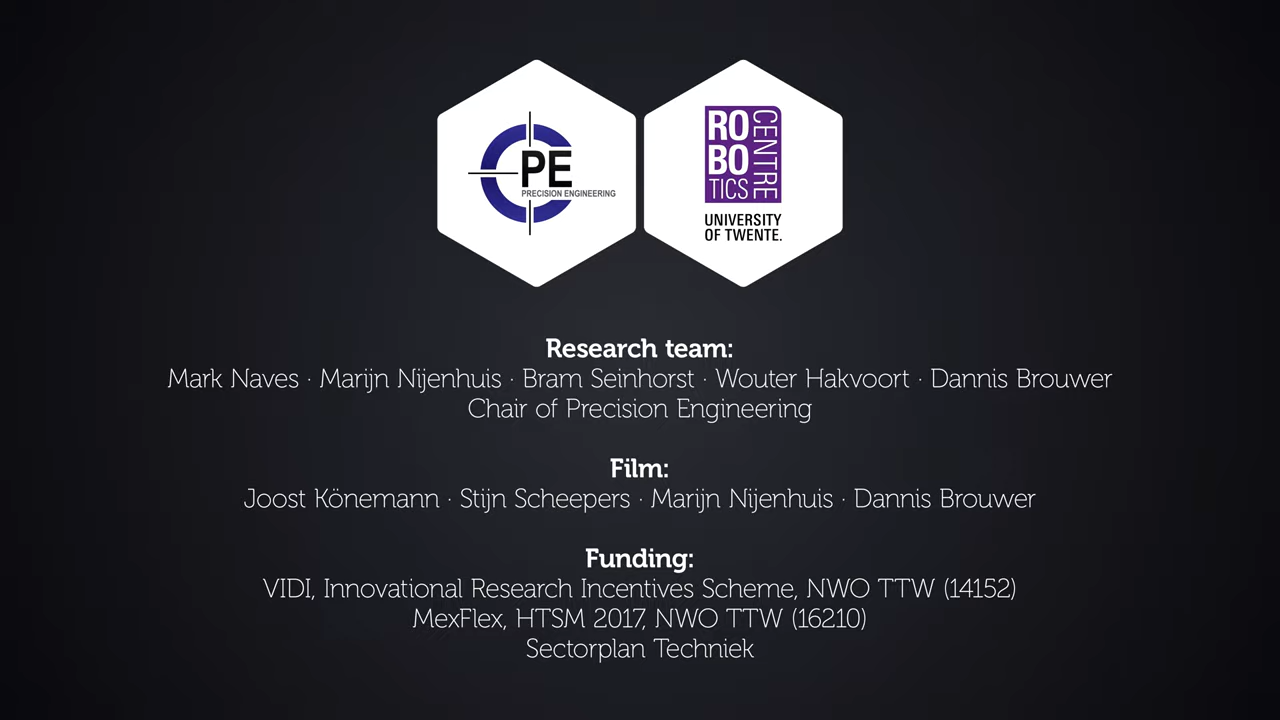 PE
PRECISION ENGINEERING
RO
BO
TICS
CENTRE
UNIVERSITY
OF TWENTE.
Research team:
Mark Naves · Marijn Nijenhuis · Bram Seinhorst · Wouter Hakvoort · Dannis Brouwer
Chair of Precision Engineering
Film:
Joost Könemann · Stijn Scheepers · Marijn Nijenhuis · Dannis Brouwer
Funding:
VIDI, Innovational Research Incentives Scheme, NWO TTW (14152)
MexFlex, HTSM 2017, NWO TTW (16210)
Sectorplan Techniek